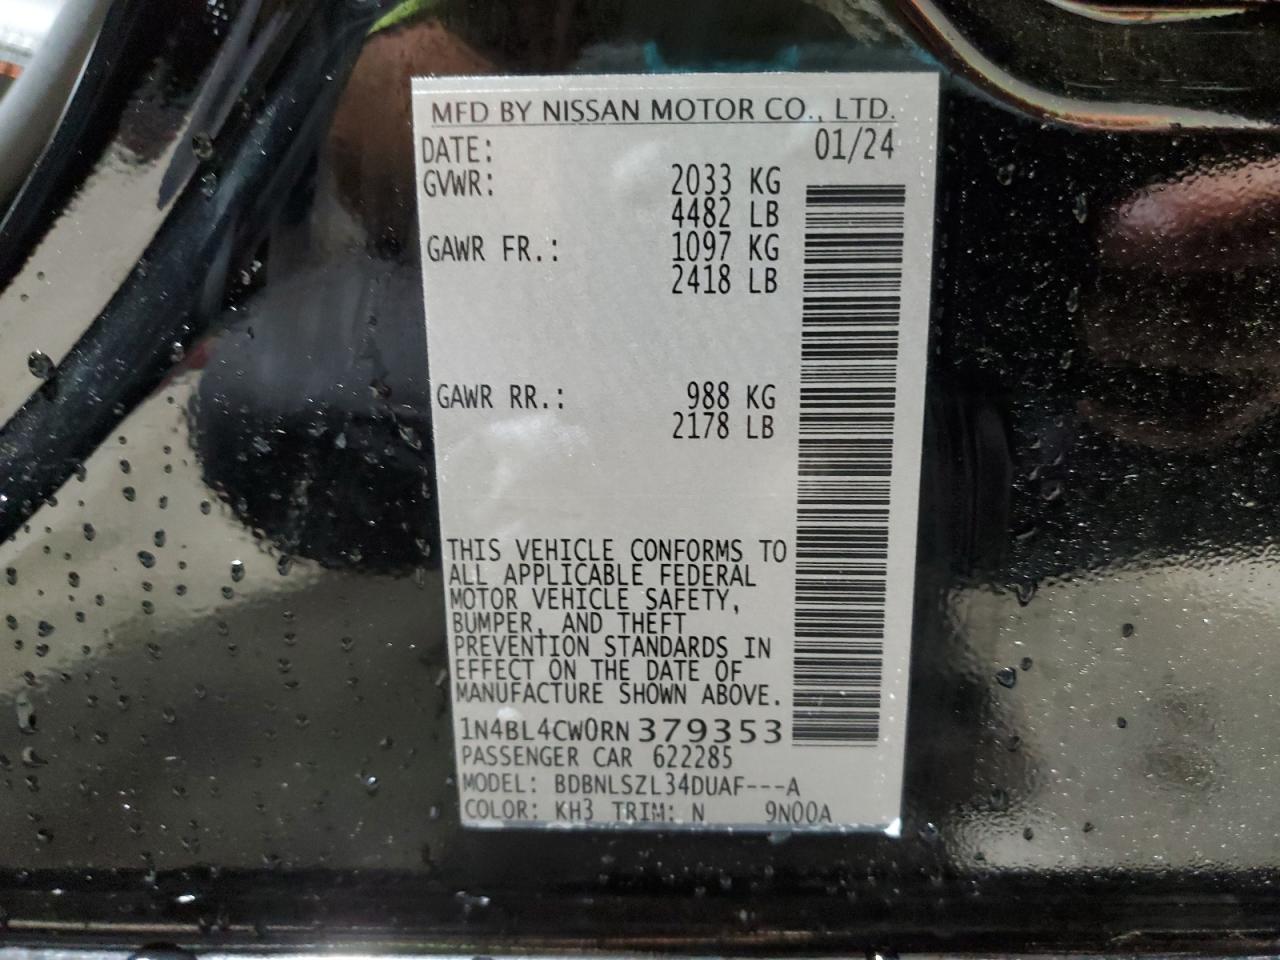 MFD BY NISSAN MOTOR CO., LTD.
DATE: 01/24
GVWR: 2033 KG
4482 LB
GAWR FR.: 1097 KG
2418 LB
GAWR RR.: 988 KG
2178 LB
THIS VEHICLE CONFORMS TO
ALL APPLICABLE FEDERAL
MOTOR VEHICLE SAFETY,
BUMPER, AND THEFT
PREVENTION STANDARDS IN
EFFECT ON THE DATE OF
MANUFACTURE SHOWN ABOVE.
1N4BL4CW0RN379353
PASSENGER CAR 622285
MODEL: BDBNLSZL34DUAF---A
COLOR: KH3 TRIM: N 9N00A